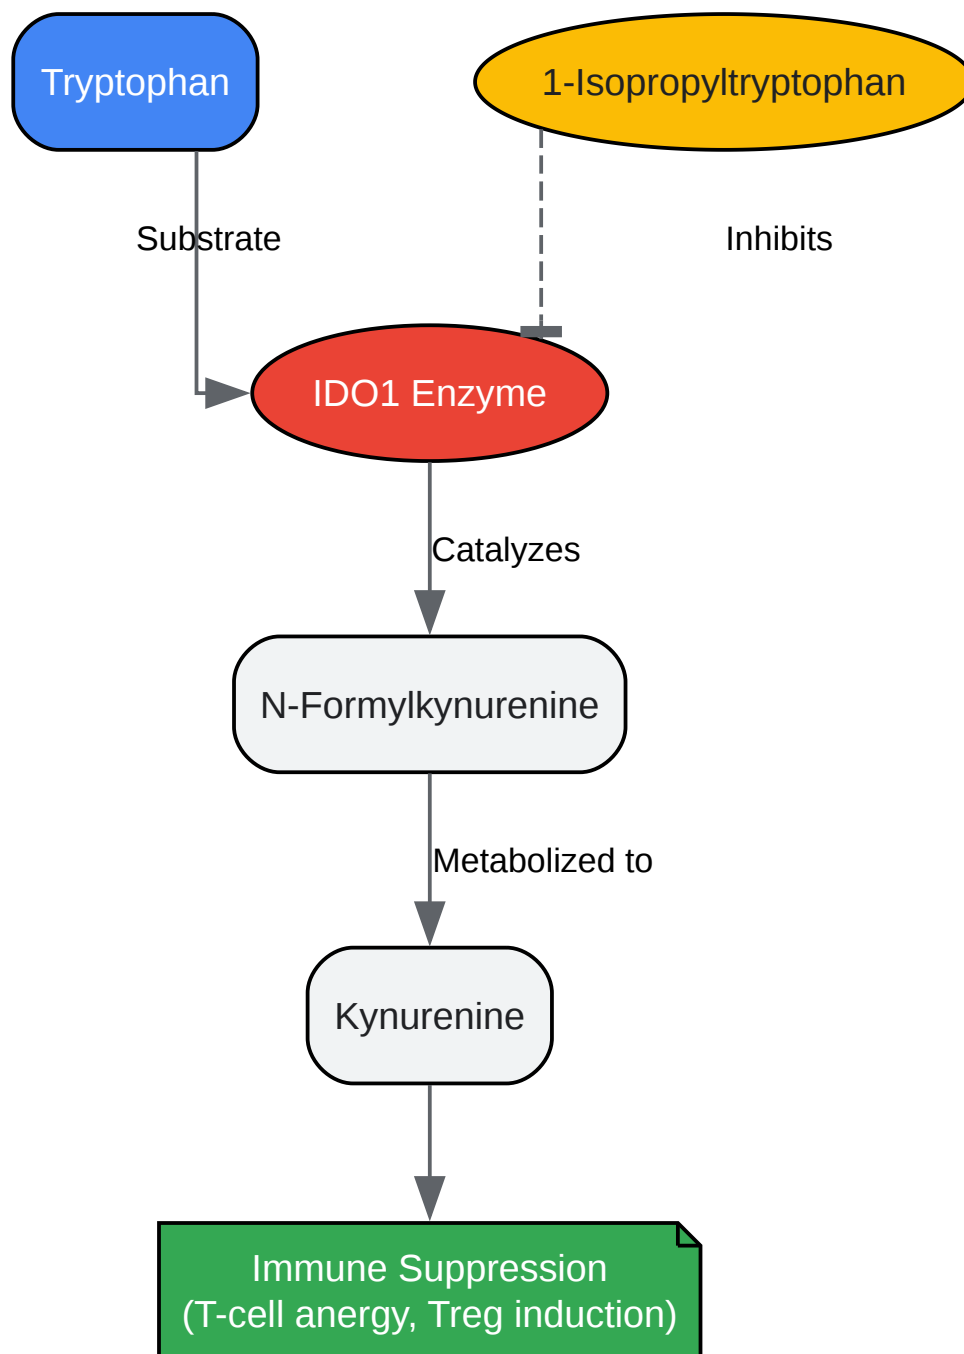 Tryptophan
1-Isopropyltryptophan
Substrate
Inhibits
IDO1 Enzyme
Catalyzes
N-Formylkynurenine
Metabolized to
Kynurenine
Immune Suppression
(T-cell anergy, Treg induction)